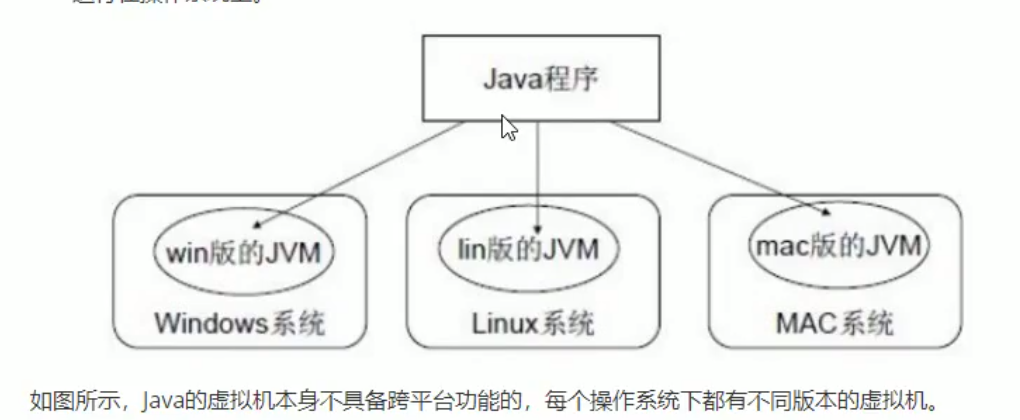 Java程序
win版的JVM
lin版的JVM
mac版的JVM
Windows系统
Linux系统
MAC系统
如图所示，Java的虚拟机本身不具备跨平台功能的，每个操作系统下都有不同版本的虚拟机。